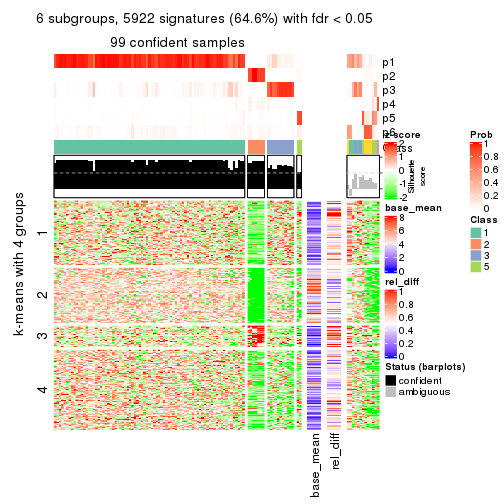 6 subgroups, 5922 signatures (64.6%) with fdr < 0.05
99 confident samples
p1
p2
p3
p4
p5
p6
Class
Silhouette
score
k-means with 4 groups
1
2
3
4
base_mean
rel_diff
z-score
2
1
0
-1
-2
base_mean
8
6
4
2
0
rel_diff
1
0.8
0.6
0.4
0.2
0
Status (barplots)
confident
ambiguous
Prob
1
0.8
0.6
0.4
0.2
0
Class
1
2
3
5